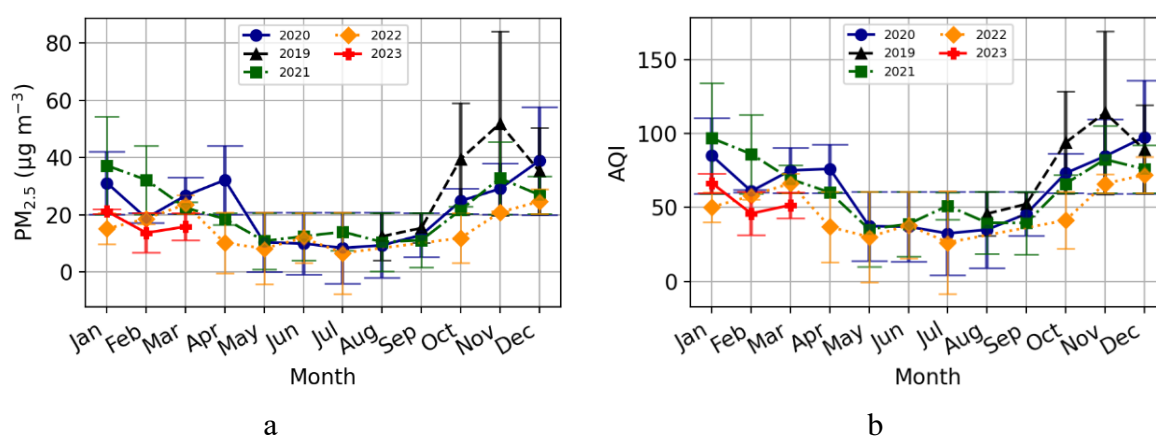 80
60
40
20
0
PM2.5 (µg m⁻³)
2020
2019
2021
2022
2023
Jan
Feb
Mar
Apr
May
Jun
Jul
Aug
Sep
Oct
Nov
Dec
Month
a
150
100
50
0
AQI
2020
2019
2021
2022
2023
Jan
Feb
Mar
Apr
May
Jun
Jul
Aug
Sep
Oct
Nov
Dec
Month
b